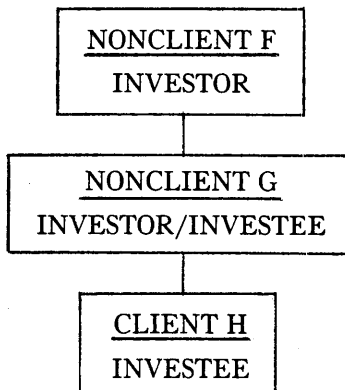 NONCLIENT F
INVESTOR
NONCLIENT G
INVESTOR/INVESTEE
CLIENT H
INVESTEE